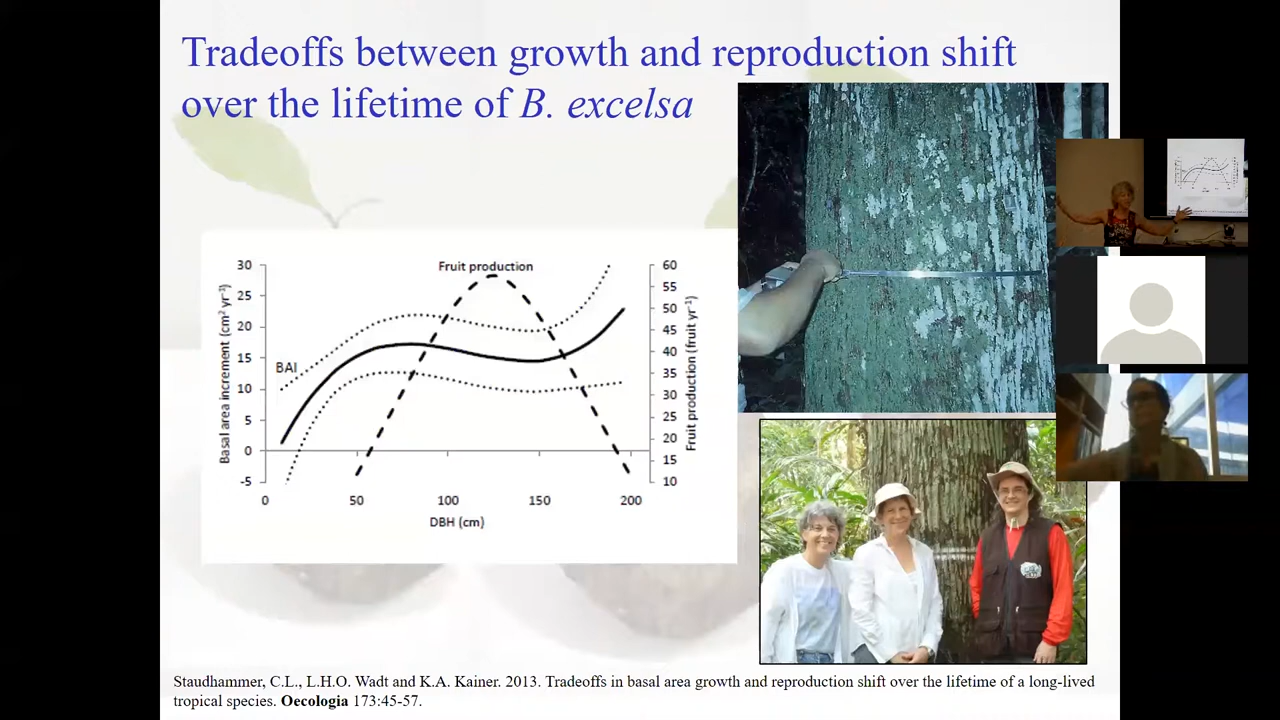 Tradeoffs between growth and reproduction shift
over the lifetime of B. excelsa
Fruit production
BAI
Basal area increment (cm² yr⁻¹)
30
25
20
15
10
5
0
-5
60
55
50
45
40
35
30
25
20
15
10
Fruit production (fruit yr⁻¹)
0 50 100 150 200
DBH (cm)
Staudhammer, C.L., L.H.O. Wadt and K.A. Kainer. 2013. Tradeoffs in basal area growth and reproduction shift over the lifetime of a long-lived
tropical species. Oecologia 173:45-57.